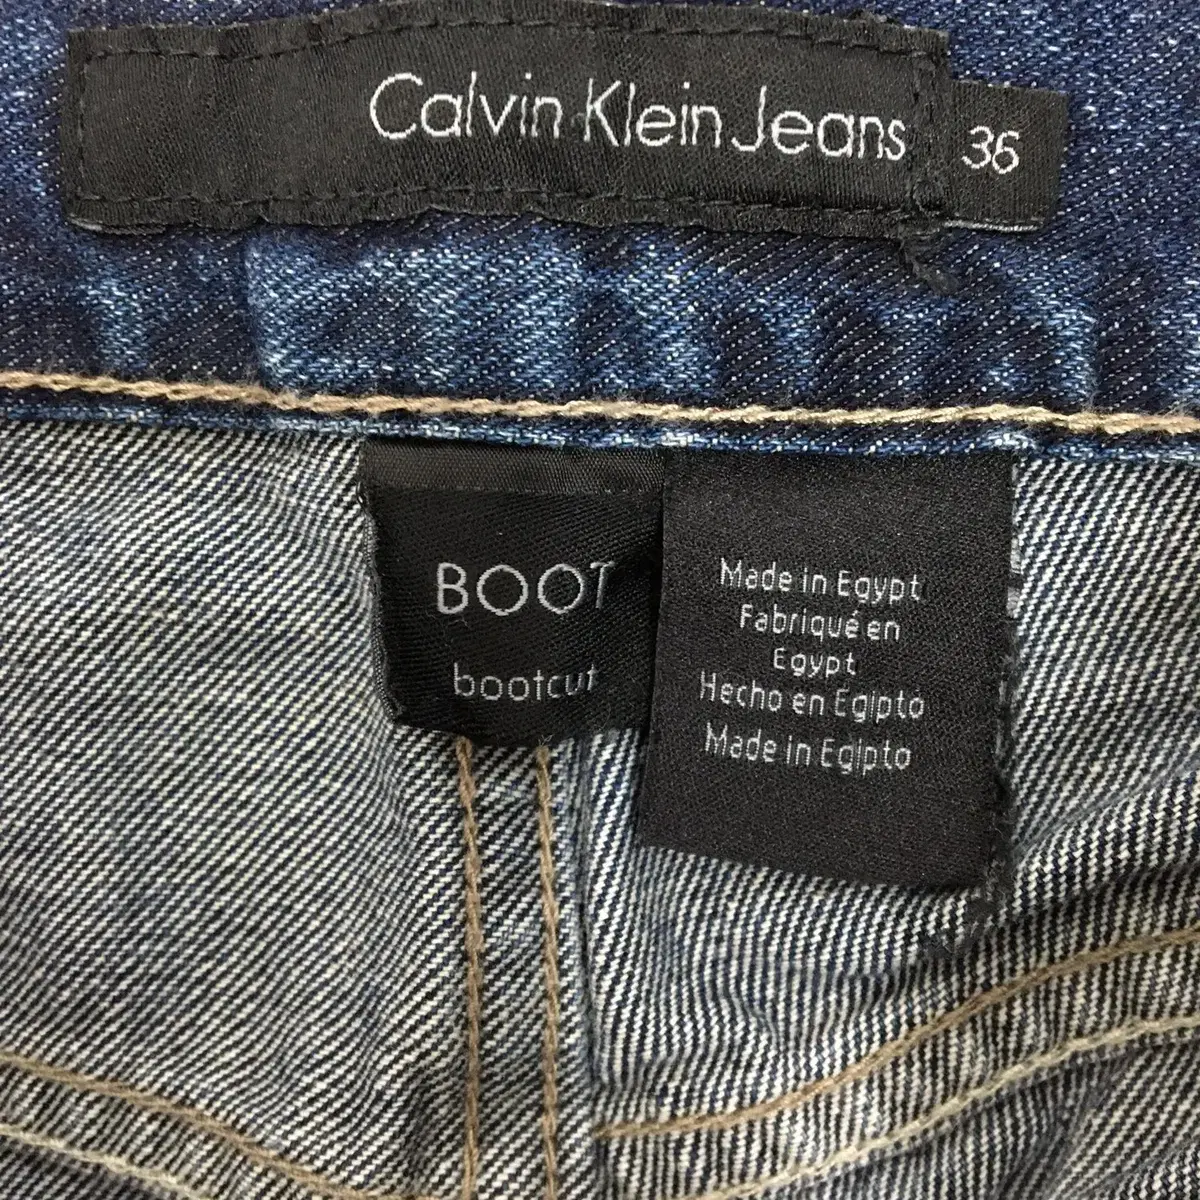 Calvin Klein Jeans
36
BOOT
bootcut
Made in Egypt
Fabriqué en
Egypt
Hecho en Egipto
Made in Egipto